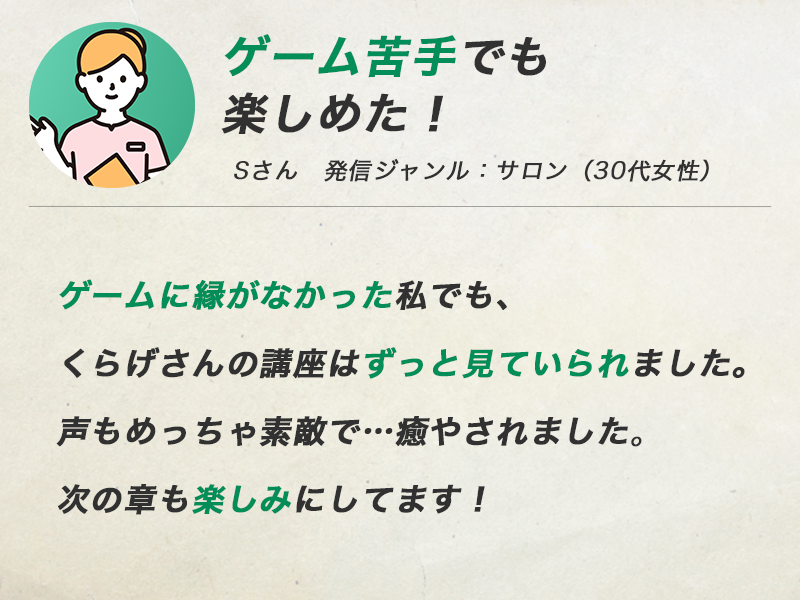 ゲーム苦手でも
楽しめた！
Sさん　発信ジャンル：サロン（30代女性）
ゲームに縁がなかった私でも、
くらげさんの講座はずっと見ていられました。
声もめっちゃ素敵で…癒やされました。
次の章も楽しみにしてます！